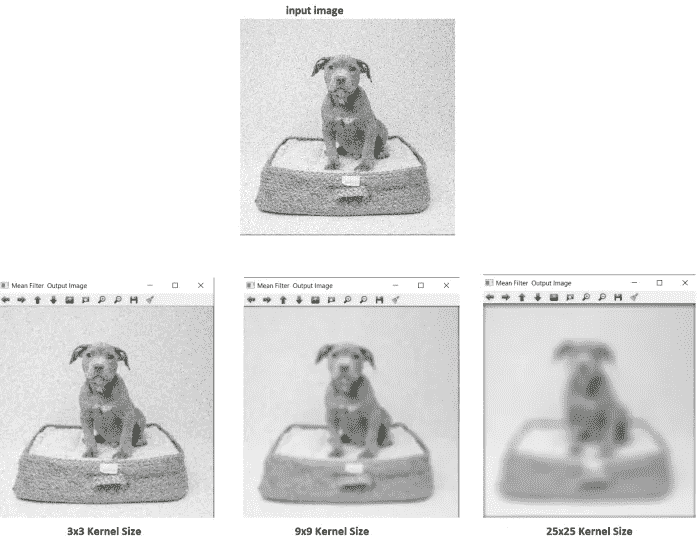 input image
Mean Filter Output Image
Mean Filter Output Image
Mean Filter Output Image
3x3 Kernel Size
9x9 Kernel Size
25x25 Kernel Size